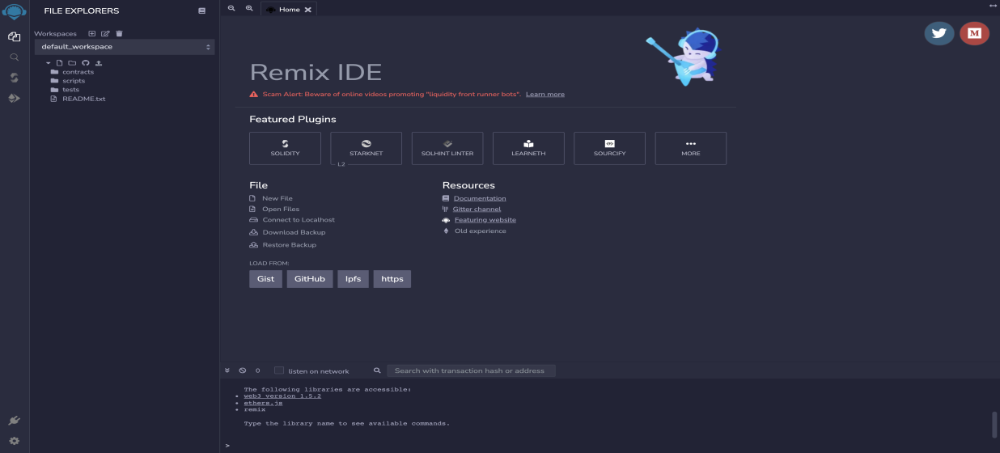 FILE EXPLORERS
Workspaces
default_workspace
contracts
scripts
tests
README.txt
Home
Remix IDE
Scam Alert: Beware of online videos promoting "liquidity front runner bots". Learn more
Featured Plugins
SOLIDITY
STARKNET
L2
SOLHINT LINTER
LEARNETH
SOURCIFY
MORE
File
New File
Open Files
Connect to Localhost
Download Backup
Restore Backup
Resources
Documentation
Gitter channel
Featuring website
Old experience
LOAD FROM:
Gist GitHub Ipfs https
0 listen on network Search with transaction hash or address
The following libraries are accessible:
• web3 version 1.5.2
• ethers.js
• remix
Type the library name to see available commands.
>